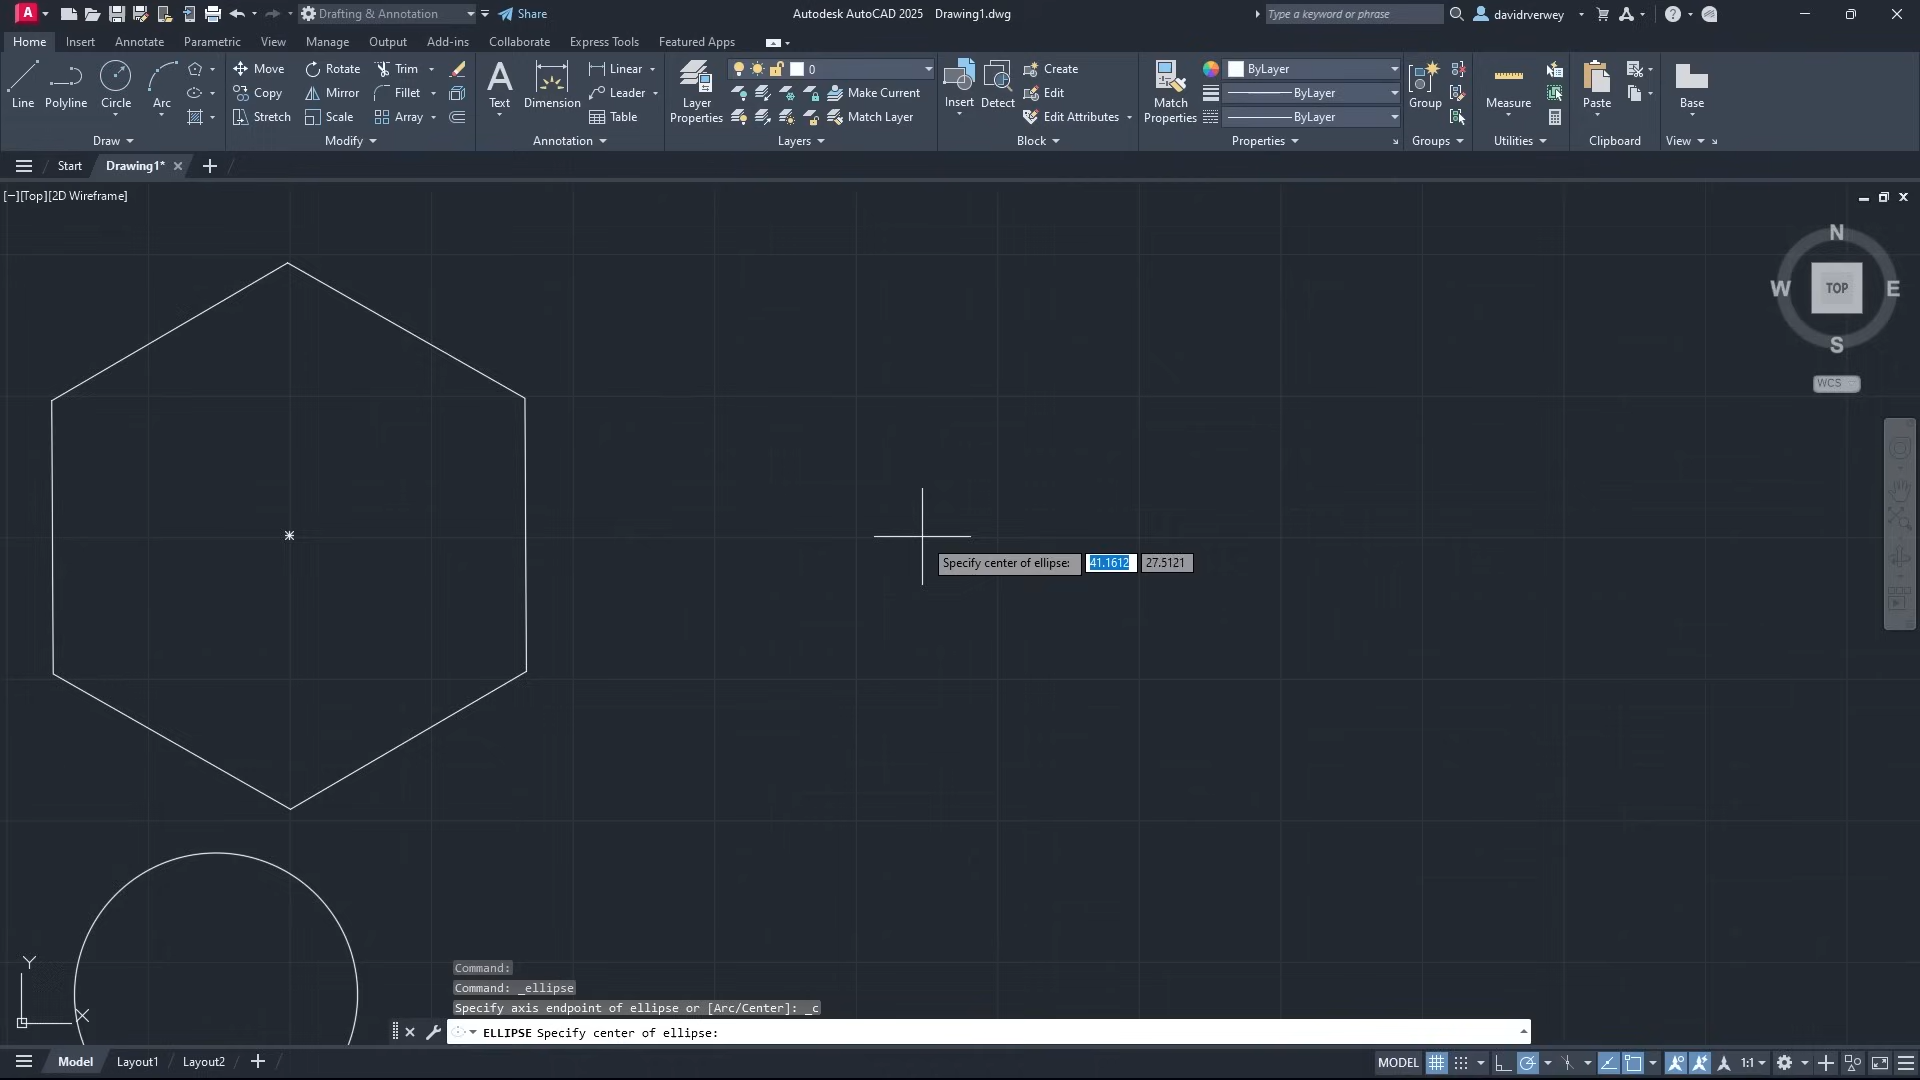 A Drafting & Annotation Share Autodesk AutoCAD 2025 Drawing1.dwg Type a keyword or phrase davidrverwey
Home Insert Annotate Parametric View Manage Output Add-ins Collaborate Express Tools Featured Apps
Line Polyline Circle Arc
Move Rotate Trim
Copy Mirror Fillet
Stretch Scale Array
Text Dimension
Linear
Leader
Table
Layer Properties
0
Make Current
Match Layer
Insert Detect
Create
Edit
Edit Attributes
Match Properties
ByLayer
ByLayer
ByLayer
Group Measure Paste Base
Draw Modify Annotation Layers Block Properties Groups Utilities Clipboard View
Start Drawing1* +
[−][Top][2D Wireframe]
N
W TOP E
S
WCS
Specify center of ellipse: 41.1612 27.5121
Y
X
Command:
Command: _ellipse
Specify axis endpoint of ellipse or [Arc/Center]: _c
ELLIPSE Specify center of ellipse:
Model Layout1 Layout2 + MODEL 1:1